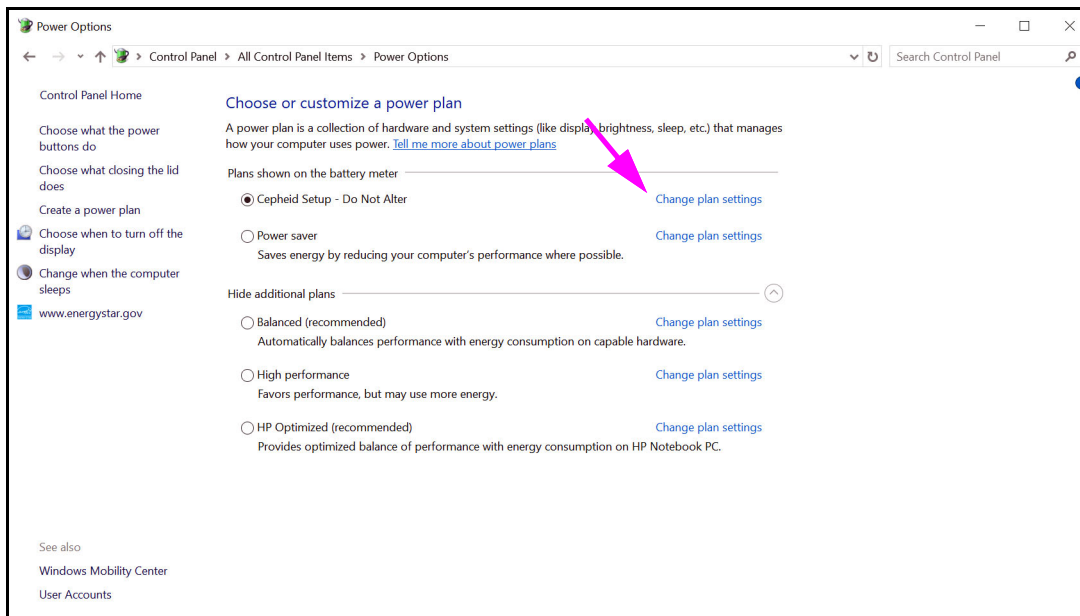 Power Options
Control Panel > All Control Panel Items > Power Options
Search Control Panel
Control Panel Home
Choose what the power
buttons do
Choose what closing the lid
does
Create a power plan
Choose when to turn off the
display
Change when the computer
sleeps
www.energystar.gov
Choose or customize a power plan
A power plan is a collection of hardware and system settings (like display brightness, sleep, etc.) that manages
how your computer uses power. Tell me more about power plans
Plans shown on the battery meter
Cepheid Setup - Do Not Alter Change plan settings
Power saver Change plan settings
Saves energy by reducing your computer's performance where possible.
Hide additional plans
Balanced (recommended) Change plan settings
Automatically balances performance with energy consumption on capable hardware.
High performance Change plan settings
Favors performance, but may use more energy.
HP Optimized (recommended) Change plan settings
Provides optimized balance of performance with energy consumption on HP Notebook PC.
See also
Windows Mobility Center
User Accounts